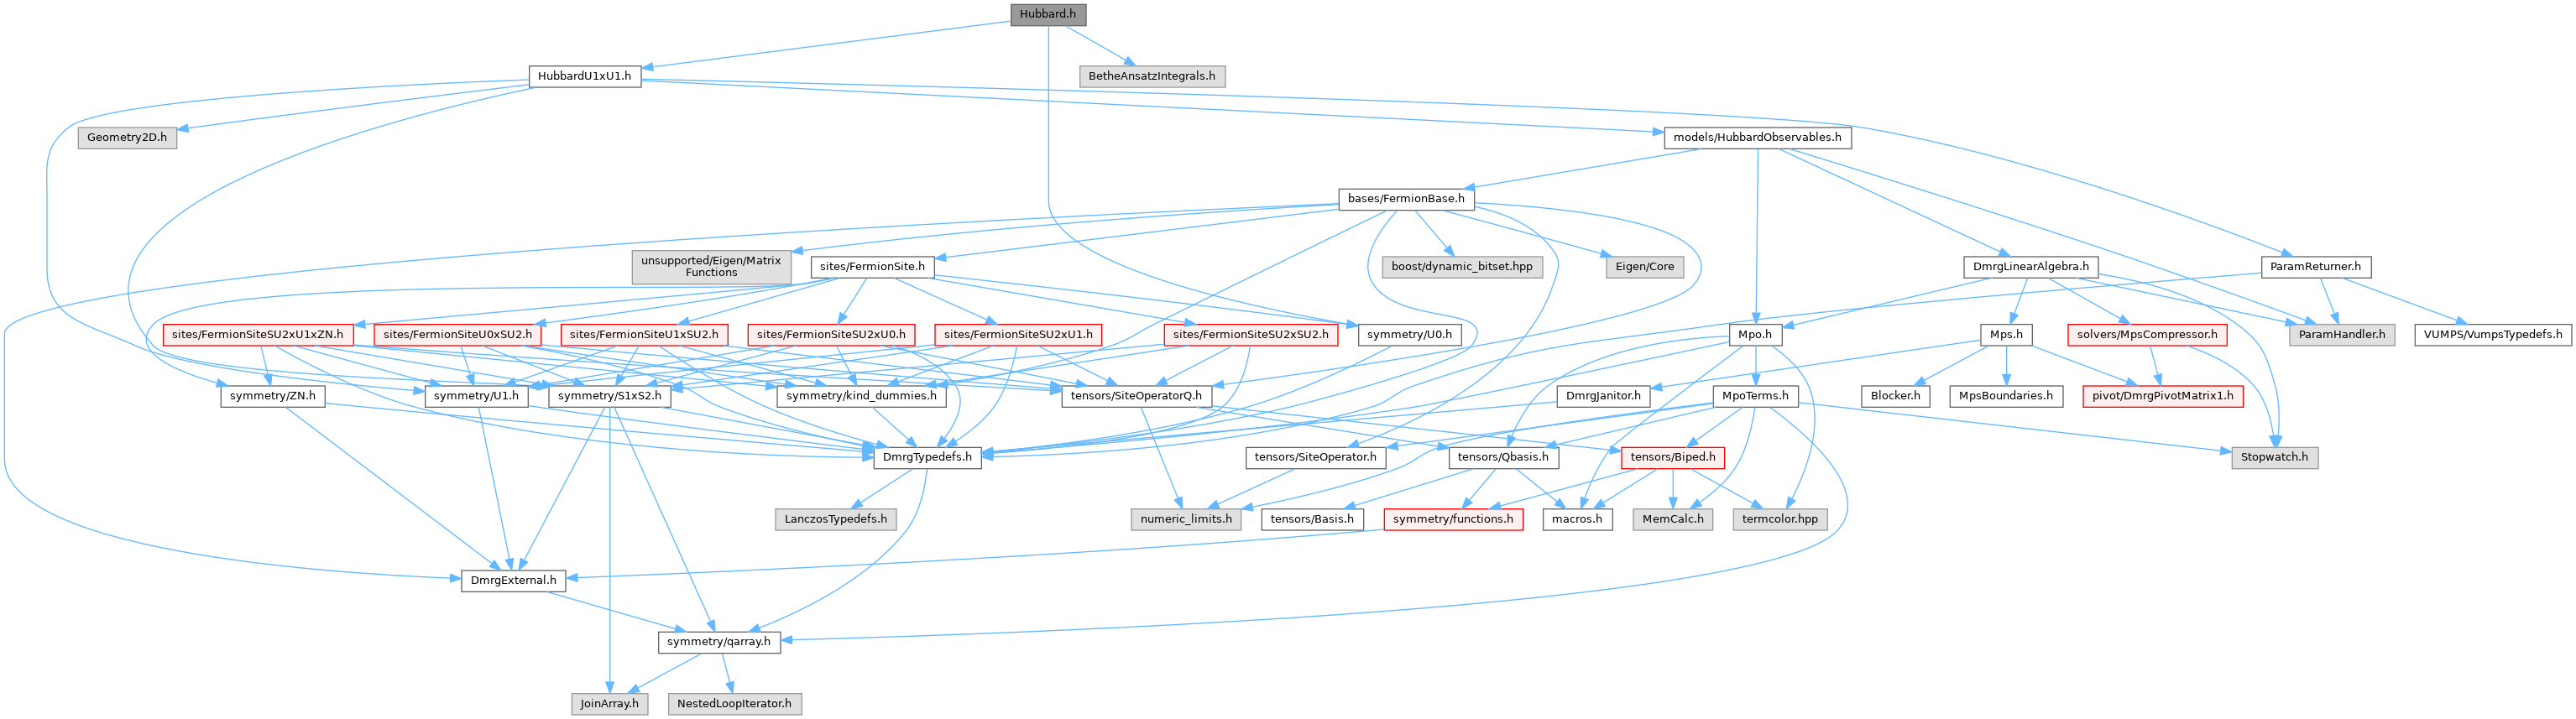 Hubbard.h
HubbardU1xU1.h
BetheAnsatzIntegrals.h
Geometry2D.h
models/HubbardObservables.h
bases/FermionBase.h
unsupported/Eigen/Matrix
Functions
sites/FermionSite.h
boost/dynamic_bitset.hpp
Eigen/Core
DmrgLinearAlgebra.h
ParamReturner.h
sites/FermionSiteSU2xU1xZN.h
sites/FermionSiteU0xSU2.h
sites/FermionSiteU1xSU2.h
sites/FermionSiteSU2xU0.h
sites/FermionSiteSU2xU1.h
sites/FermionSiteSU2xSU2.h
symmetry/U0.h
Mpo.h
Mps.h
solvers/MpsCompressor.h
ParamHandler.h
VUMPS/VumpsTypedefs.h
symmetry/ZN.h
symmetry/U1.h
symmetry/S1xS2.h
symmetry/kind_dummies.h
tensors/SiteOperatorQ.h
DmrgJanitor.h
MpoTerms.h
Blocker.h
MpsBoundaries.h
pivot/DmrgPivotMatrix1.h
DmrgTypedefs.h
tensors/SiteOperator.h
tensors/Qbasis.h
tensors/Biped.h
Stopwatch.h
LanczosTypedefs.h
numeric_limits.h
tensors/Basis.h
symmetry/functions.h
macros.h
MemCalc.h
termcolor.hpp
DmrgExternal.h
symmetry/qarray.h
JoinArray.h
NestedLoopIterator.h